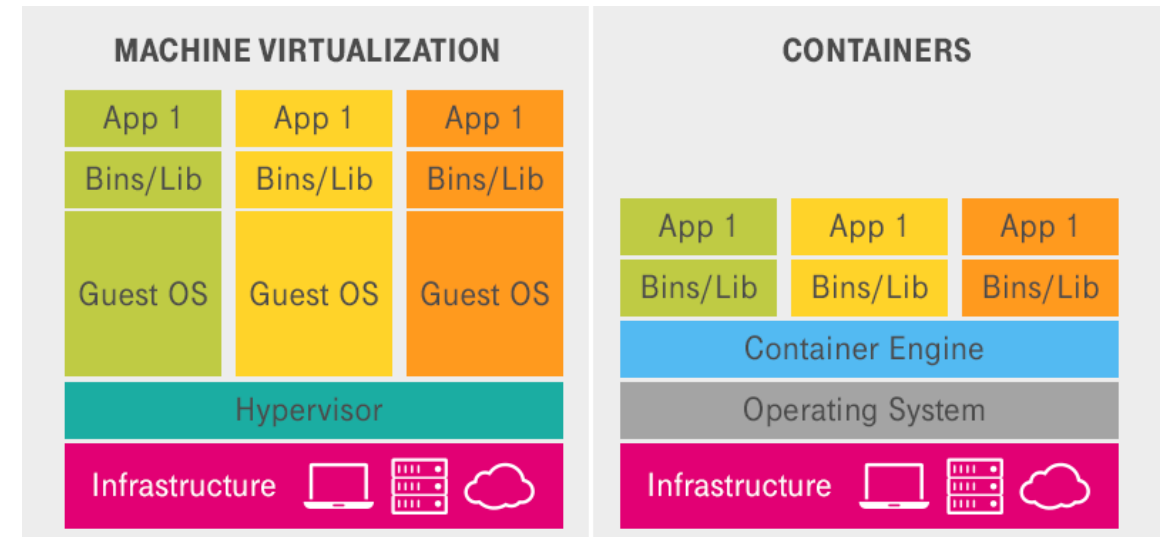 MACHINE VIRTUALIZATION
App 1 App 1 App 1
Bins/Lib Bins/Lib Bins/Lib
Guest OS Guest OS Guest OS
Hypervisor
Infrastructure
CONTAINERS
App 1 App 1 App 1
Bins/Lib Bins/Lib Bins/Lib
Container Engine
Operating System
Infrastructure